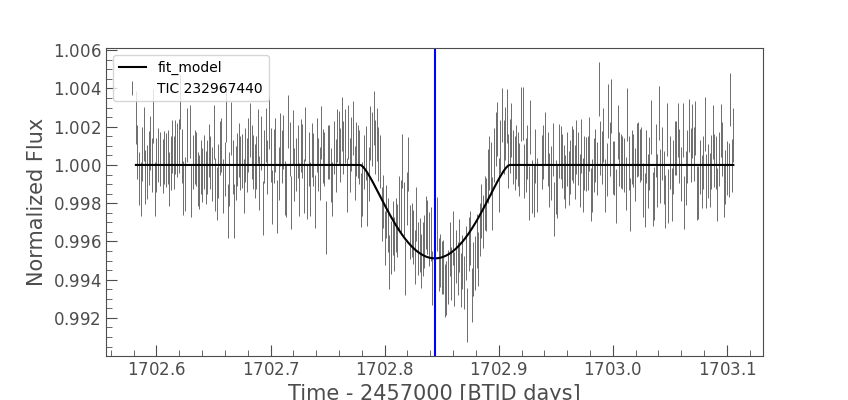 1.006
1.004
1.002
1.000
0.998
0.996
0.994
0.992
Normalized Flux
fit_model
TIC 232967440
1702.6 1702.7 1702.8 1702.9 1703.0 1703.1
Time - 2457000 [BTJD days]